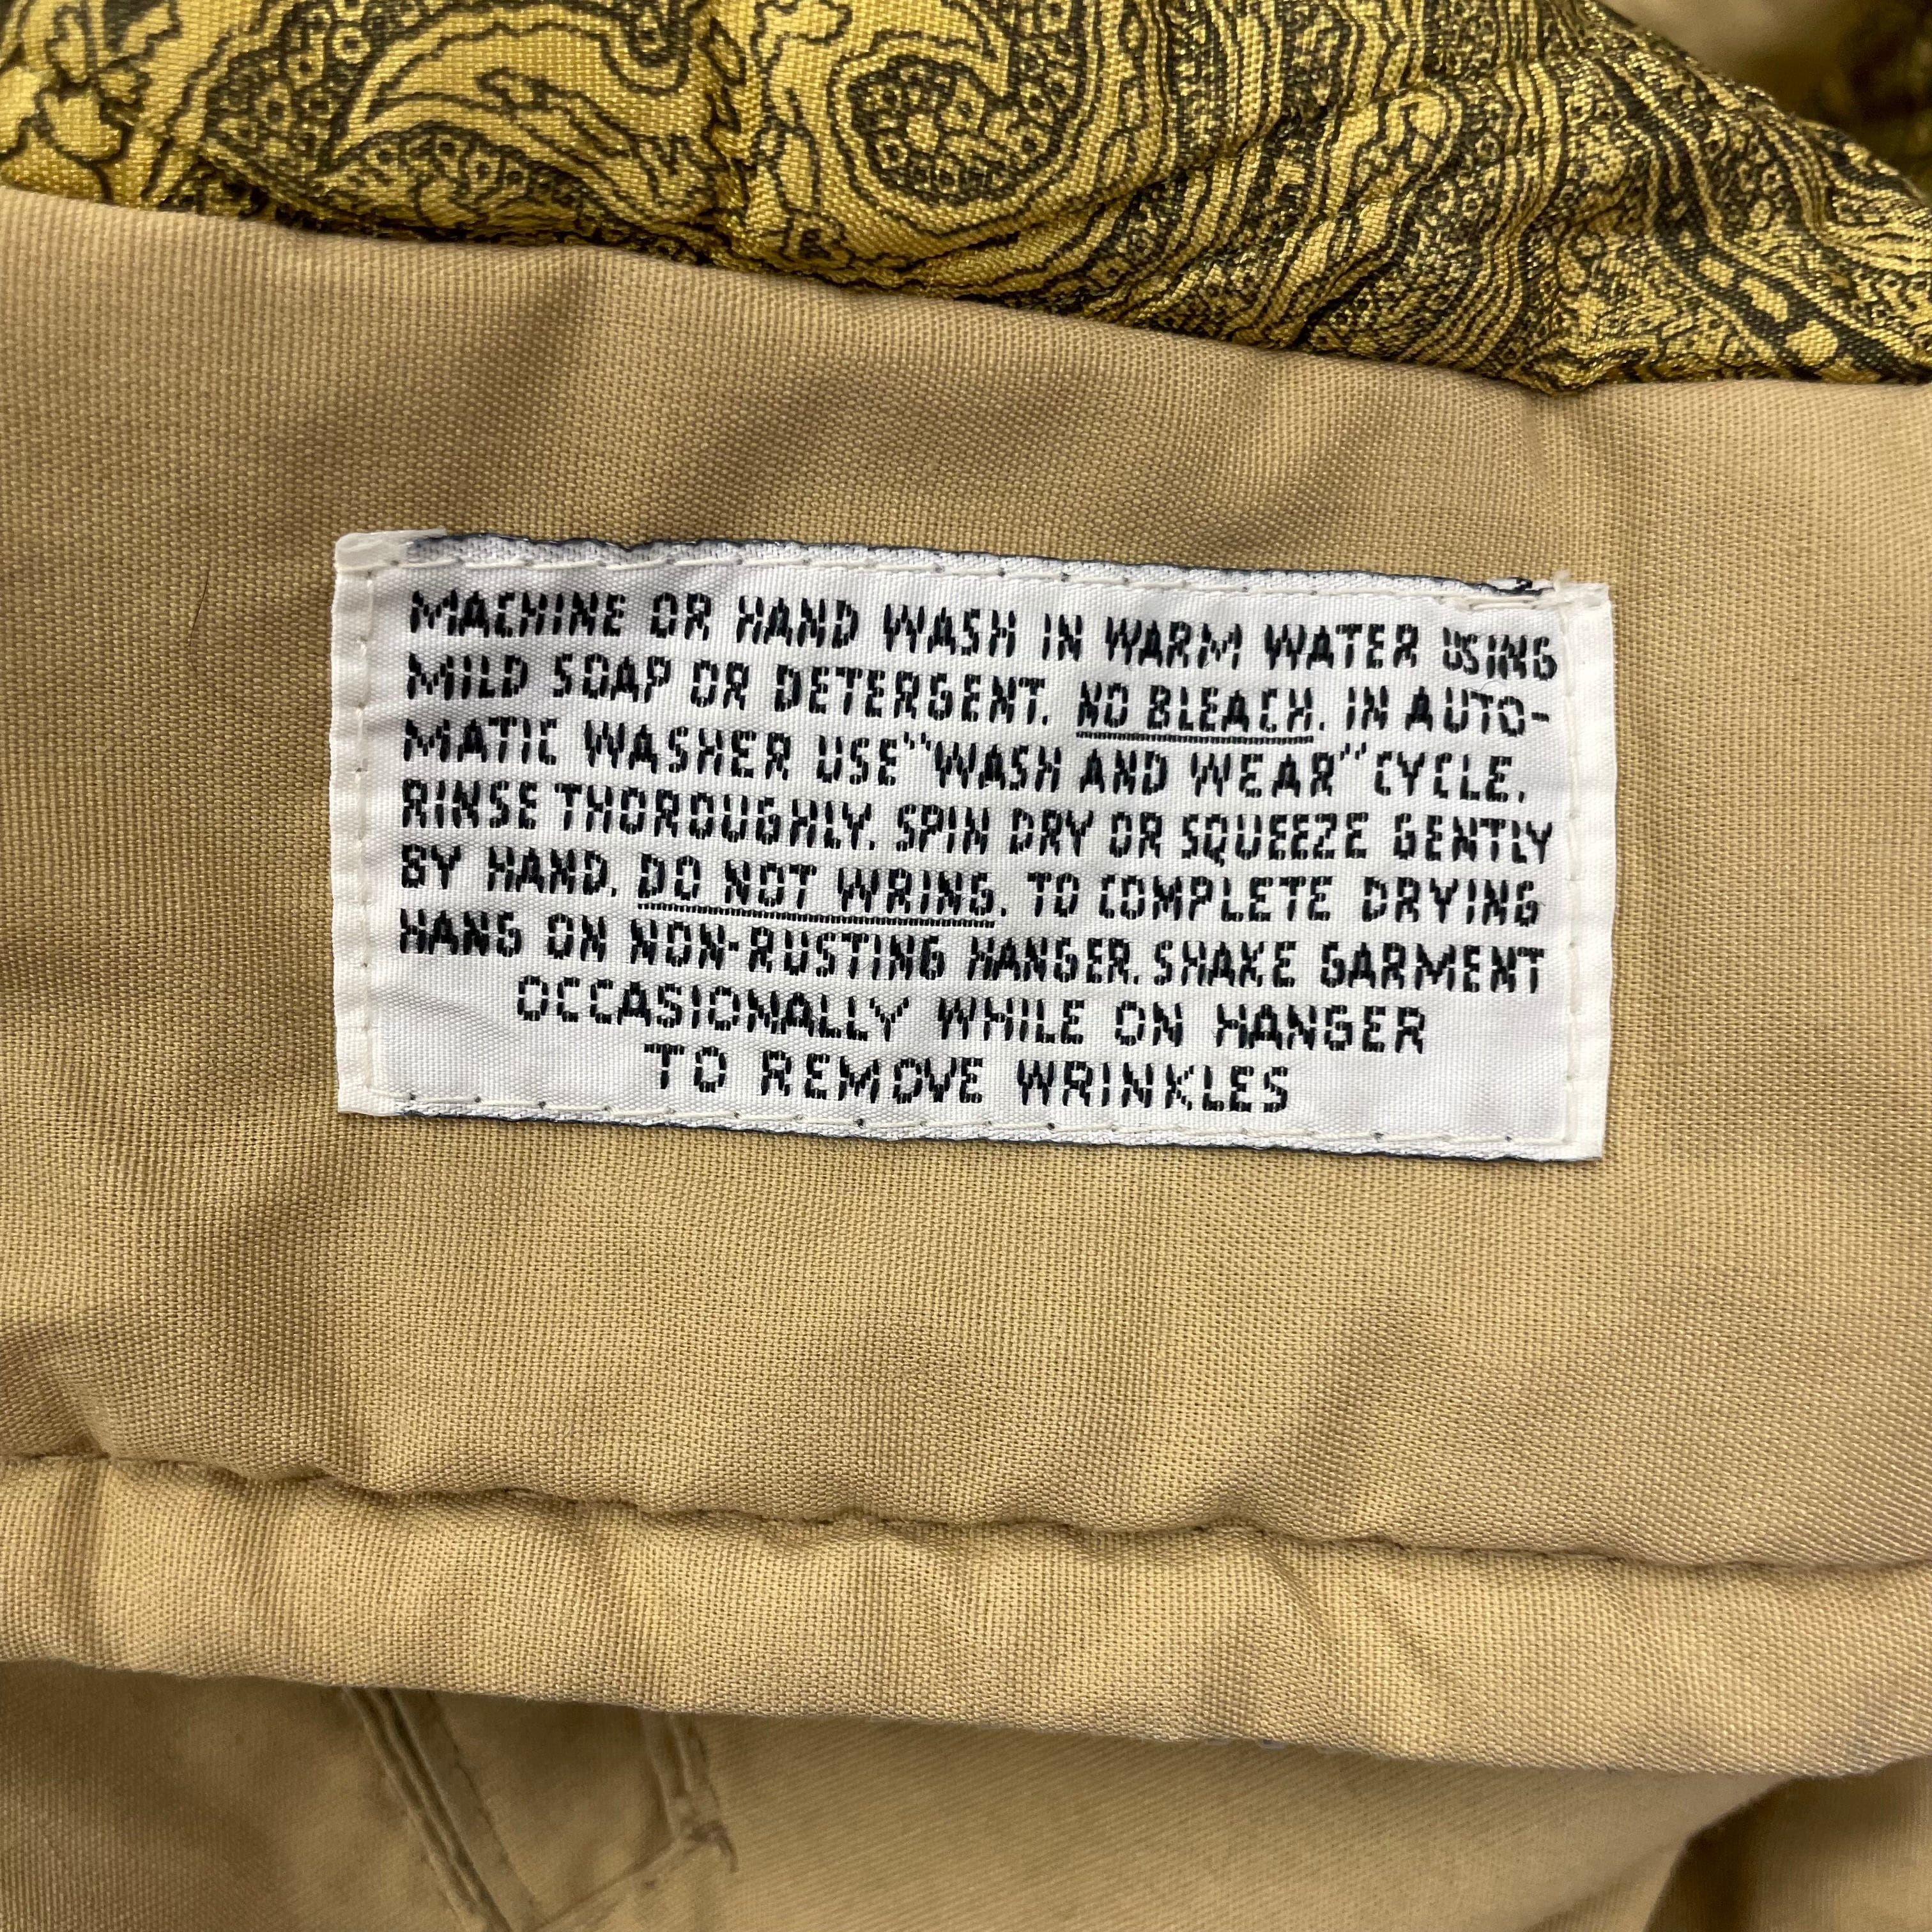 MACHINE OR HAND WASH IN WARM WATER USING
MILD SOAP OR DETERGENT. NO BLEACH. IN AUTO-
MATIC WASHER USE "WASH AND WEAR" CYCLE.
RINSE THOROUGHLY. SPIN DRY OR SQUEEZE GENTLY
BY HAND. DO NOT WRING. TO COMPLETE DRYING
HANG ON NON-RUSTING HANGER. SHAKE GARMENT
OCCASIONALLY WHILE ON HANGER
TO REMOVE WRINKLES